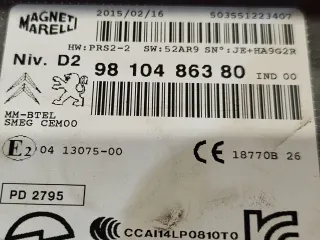 MAGNETI
MARELLI
2015/02/16 503551223407
HW:PRS2-2 SW:52AR9 SN°:JE+HA9G2R
Niv. D2 98 104 863 80 IND 00
MM-BTEL
SMEG CEM00
E2 04 13075-00 CE 18770B 26
PD 2795
CCAI14LP0810T0